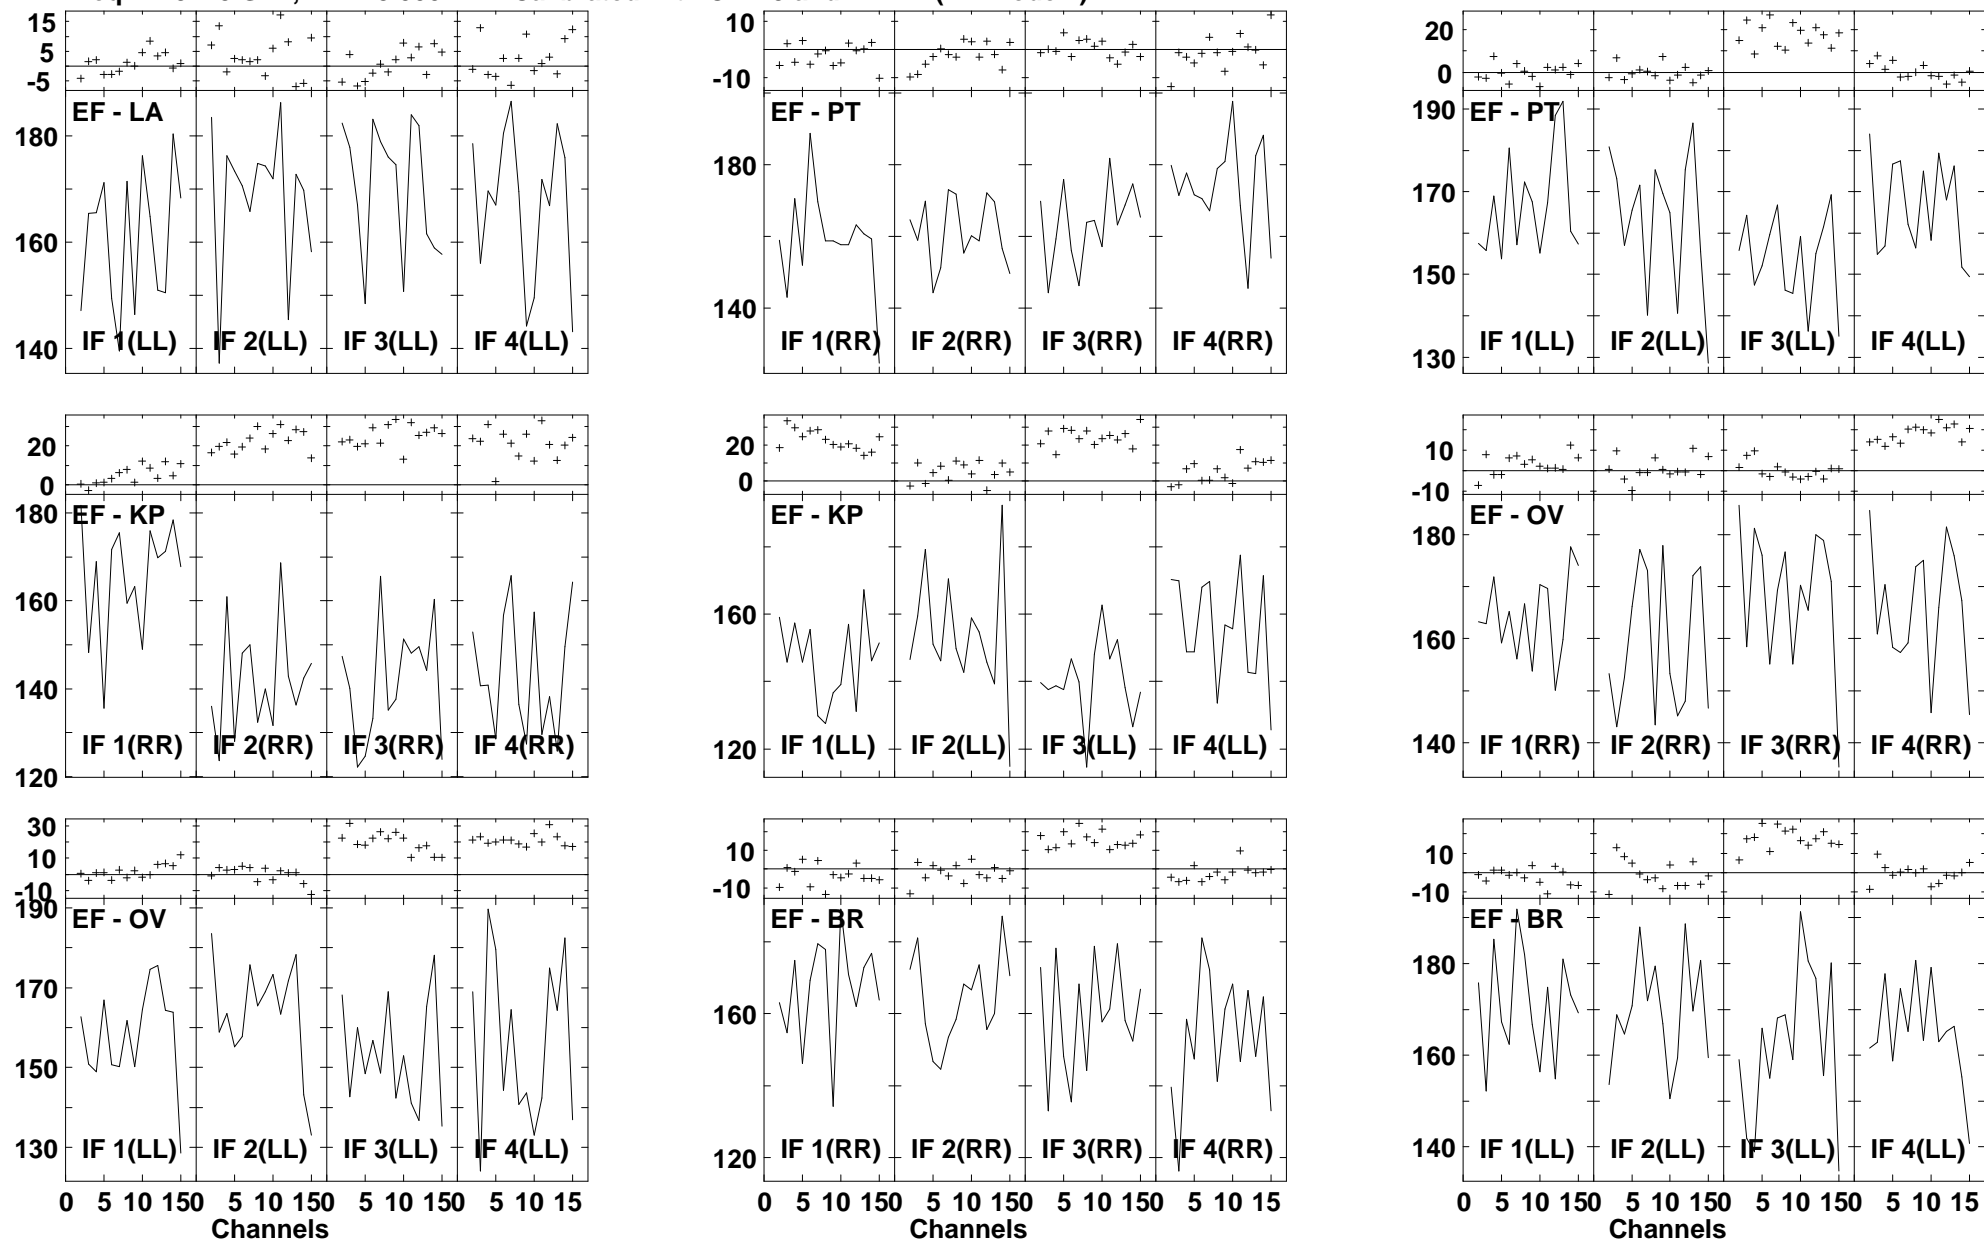 15
5
-5
EF - LA
180
160
140
IF 1(LL) IF 2(LL) IF 3(LL) IF 4(LL)
10
-10
EF - PT
180
140
IF 1(RR) IF 2(RR) IF 3(RR) IF 4(RR)
20
0
EF - PT
190
170
150
130
IF 1(LL) IF 2(LL) IF 3(LL) IF 4(LL)
20
0
180
EF - KP
160
140
120
IF 1(RR) IF 2(RR) IF 3(RR) IF 4(RR)
20
0
EF - KP
160
120
IF 1(LL) IF 2(LL) IF 3(LL) IF 4(LL)
10
-10
EF - OV
180
160
140
IF 1(RR) IF 2(RR) IF 3(RR) IF 4(RR)
30
10
-10
190
EF - OV
170
150
130
IF 1(LL) IF 2(LL) IF 3(LL) IF 4(LL)
0 5 10 15 0 5 10 15 0 5 10 15 0 5 10 15
Channels
10
-10
EF - BR
160
120
IF 1(RR) IF 2(RR) IF 3(RR) IF 4(RR)
0 5 10 15 0 5 10 15 0 5 10 15 0 5 10 15
Channels
10
-10
EF - BR
180
160
140
IF 1(LL) IF 2(LL) IF 3(LL) IF 4(LL)
0 5 10 15 0 5 10 15 0 5 10 15 0 5 10 15
Channels